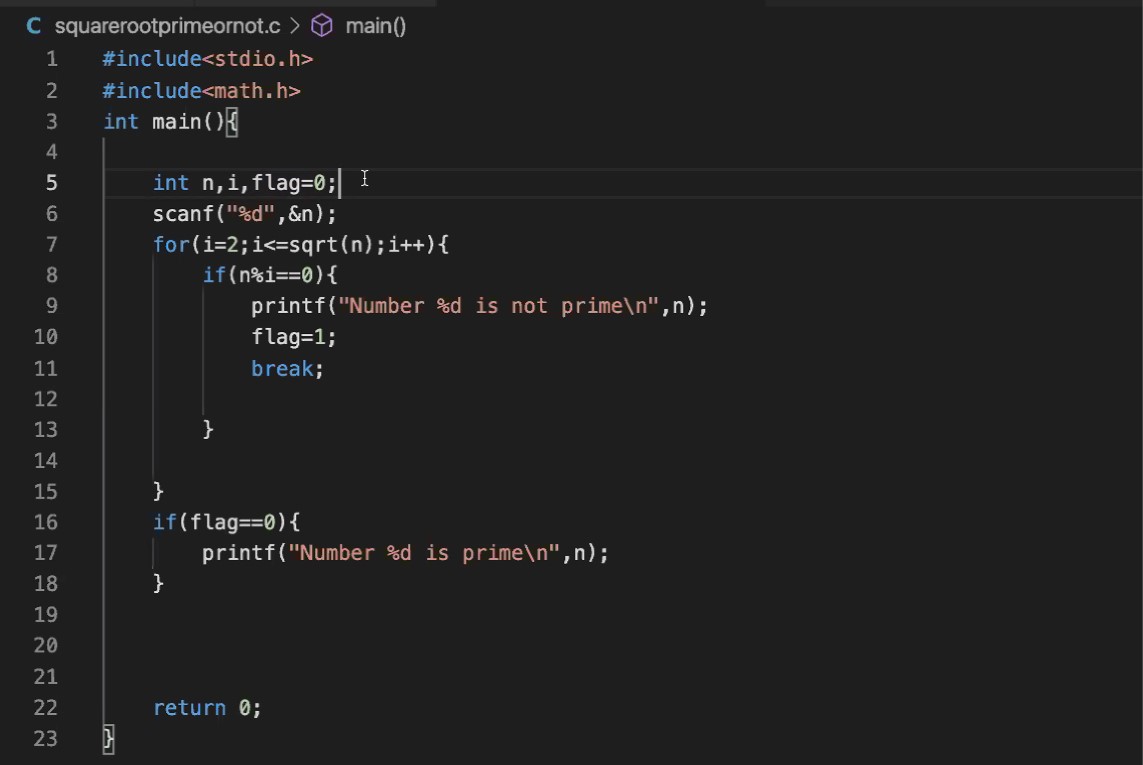 C squarerootprimeornot.c > main()
1 #include<stdio.h>
2 #include<math.h>
3 int main(){
4
5     int n,i,flag=0;
6     scanf("%d",&n);
7     for(i=2;i<=sqrt(n);i++){
8         if(n%i==0){
9             printf("Number %d is not prime\n",n);
10             flag=1;
11             break;
12
13         }
14
15     }
16     if(flag==0){
17         printf("Number %d is prime\n",n);
18     }
19
20
21
22     return 0;
23 }